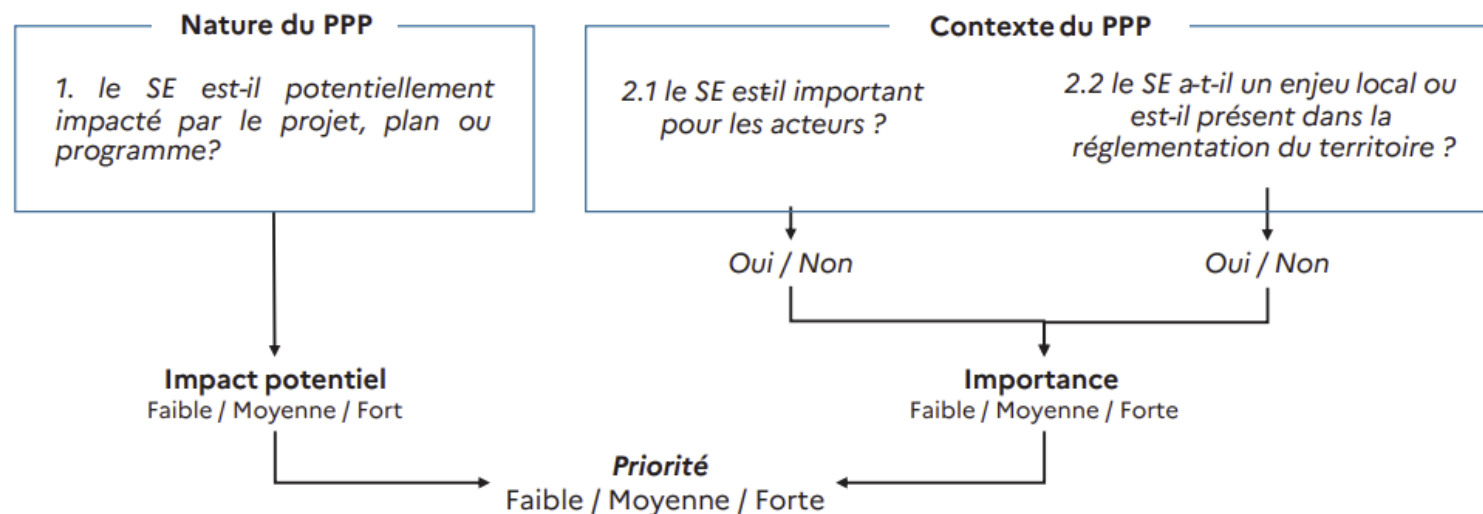 Nature du PPP
1. le SE est-il potentiellement
impacté par le projet, plan ou
programme?
Contexte du PPP
2.1 le SE est-il important
pour les acteurs ?
2.2 le SE a-t-il un enjeu local ou
est-il présent dans la
réglementation du territoire ?
Oui / Non
Oui / Non
Impact potentiel
Faible / Moyenne / Fort
Importance
Faible / Moyenne / Forte
Priorité
Faible / Moyenne / Forte